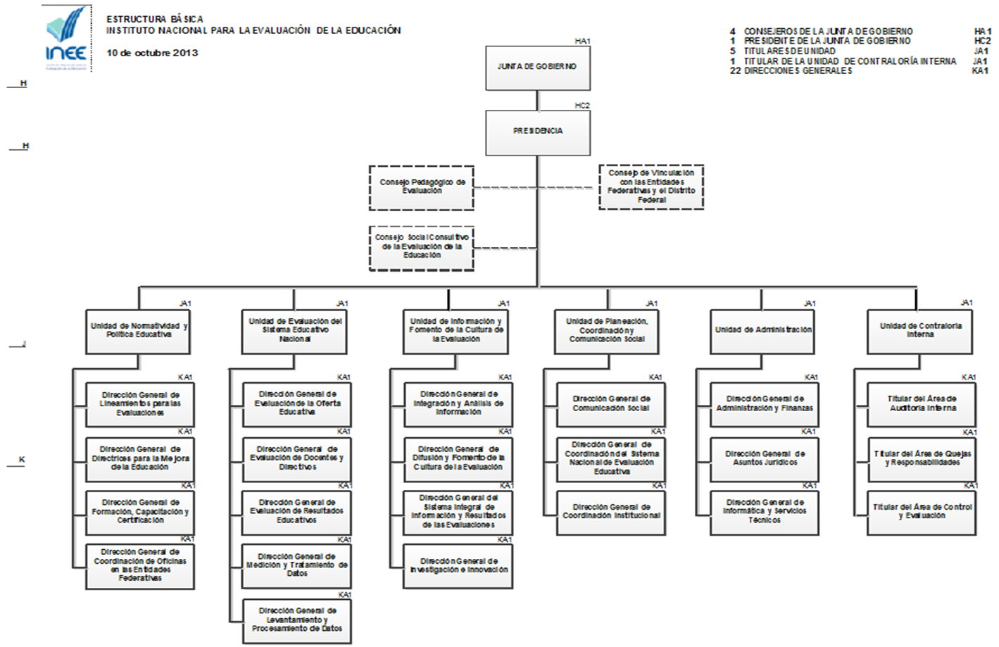 ESTRUCTURA BÁSICA
INSTITUTO NACIONAL PARA LA EVALUACIÓN DE LA EDUCACIÓN
10 de octubre 2013
INEE
4 CONSEJEROS DE LA JUNTA DE GOBIERNO HA1
1 PRESIDENTE DE LA JUNTA DE GOBIERNO HC2
5 TITULARES DE UNIDAD JA1
1 TITULAR DE LA UNIDAD DE CONTRALORÍA INTERNA JA1
22 DIRECCIONES GENERALES KA1
HA1
JUNTA DE GOBIERNO
H
HC2
PRESIDENCIA
H
Consejo Pedagógico de
Evaluación
Consejo de Vinculación
con las Entidades
Federativas y el Distrito
Federal
Consejo Social Consultivo
de la Evaluación de la
Educación
JA1
Unidad de Normatividad y
Política Educativa
JA1
Unidad de Evaluación del
Sistema Educativo
Nacional
JA1
Unidad de Información y
Fomento de la Cultura de
la Evaluación
JA1
Unidad de Planeación,
Coordinación y
Comunicación Social
JA1
Unidad de Administración
JA1
Unidad de Contraloría
Interna
J
KA1
Dirección General de
Lineamientos para las
Evaluaciones
KA1
Dirección General de
Directrices para la Mejora
de la Educación
KA1
Dirección General de
Formación, Capacitación y
Certificación
KA1
Dirección General de
Coordinación de Oficinas
en las Entidades
Federativas
KA1
Dirección General de
Evaluación de la Oferta
Educativa
KA1
Dirección General de
Evaluación de Docentes y
Directivos
KA1
Dirección General de
Evaluación de Resultados
Educativos
KA1
Dirección General de
Medición y Tratamiento de
Datos
KA1
Dirección General de
Levantamiento y
Procesamiento de Datos
KA1
Dirección General de
Integración y Análisis de
Información
KA1
Dirección General de
Difusión y Fomento de la
Cultura de la Evaluación
KA1
Dirección General del
Sistema Integral de
Información y Resultados
de las Evaluaciones
KA1
Dirección General de
Investigación e Innovación
KA1
Dirección General de
Comunicación Social
KA1
Dirección General de
Coordinación del Sistema
Nacional de Evaluación
Educativa
KA1
Dirección General de
Coordinación Institucional
KA1
Dirección General de
Administración y Finanzas
KA1
Dirección General de
Asuntos Jurídicos
KA1
Dirección General de
Informática y Servicios
Técnicos
KA1
Titular del Área de
Auditoría Interna
KA1
Titular del Área de Quejas
y Responsabilidades
KA1
Titular del Área de Control
y Evaluación
K